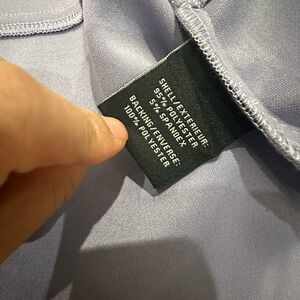 SHELL/EXTERIEUR:
95% POLYESTER
5% SPANDEX
BACKING/ENVERSE:
100% POLYESTER